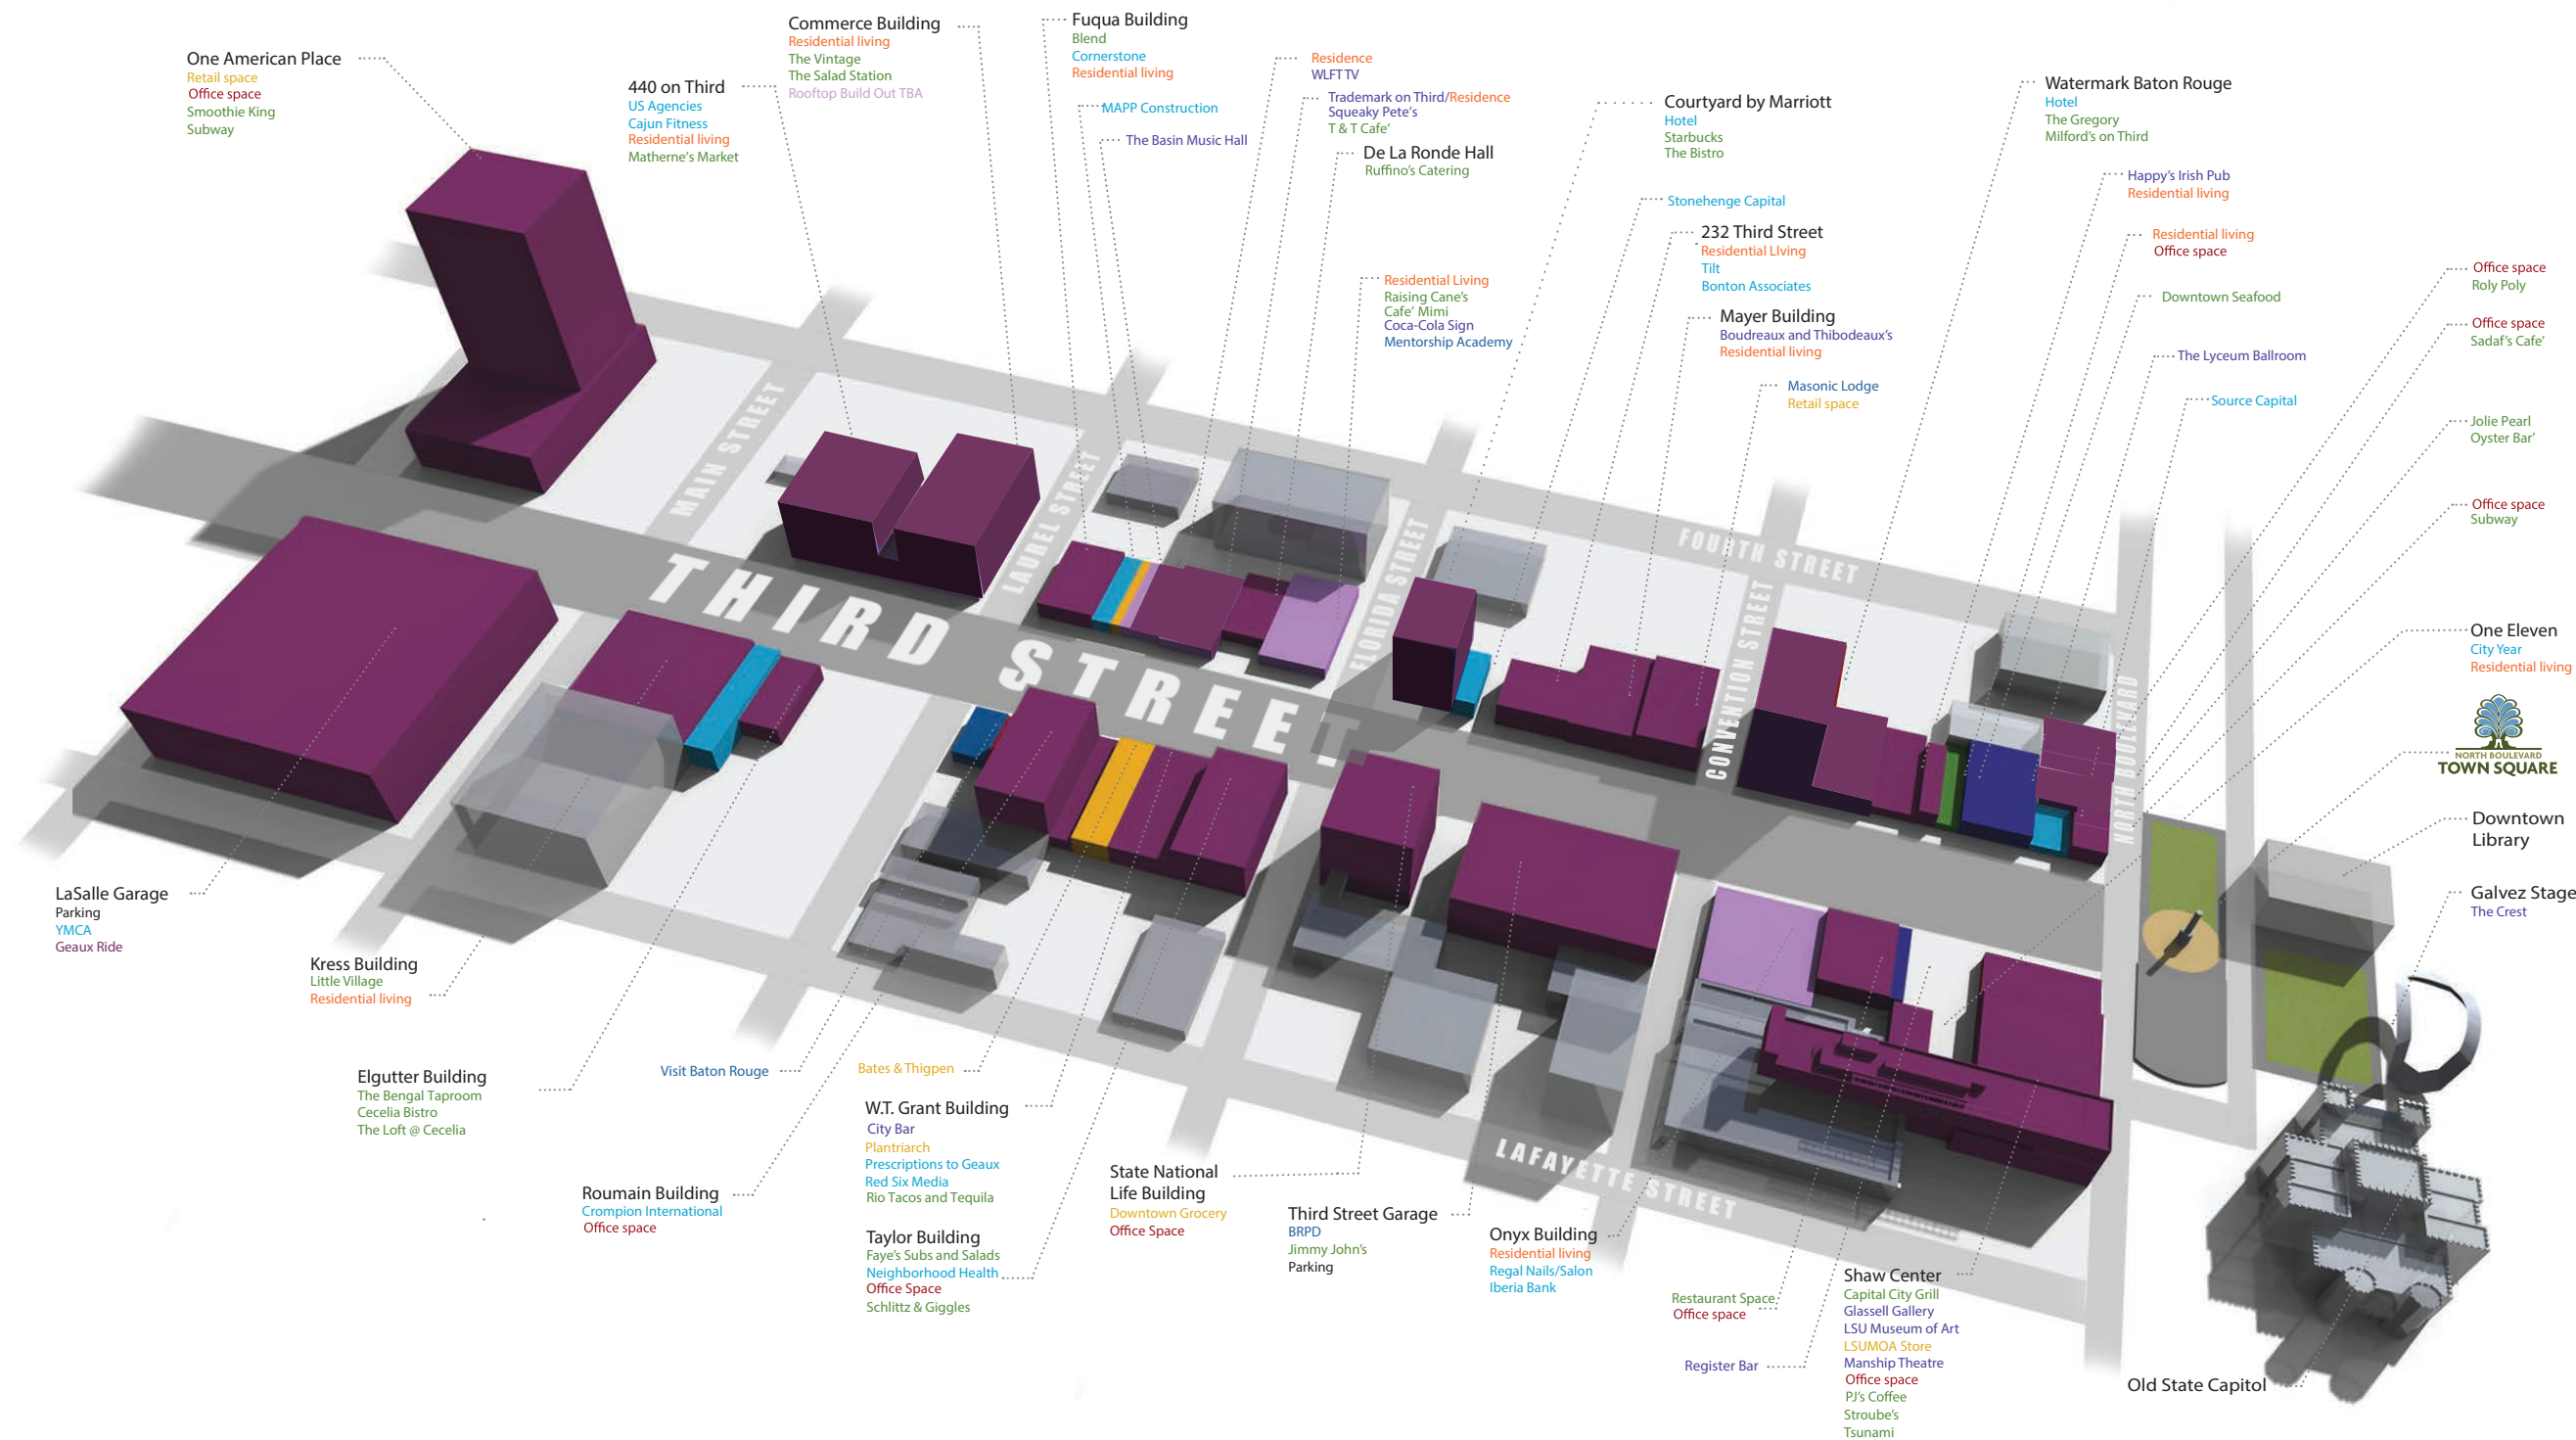 One American Place
Retail space
Office space
Smoothie King
Subway
440 on Third
US Agencies
Cajun Fitness
Residential living
Matherne's Market
Commerce Building
Residential living
The Vintage
The Salad Station
Rooftop Build Out TBA
Fuqua Building
Blend
Cornerstone
Residential living
MAPP Construction
The Basin Music Hall
Residence
WLFT TV
Trademark on Third/Residence
Squeaky Pete's
T & T Cafe'
De La Ronde Hall
Ruffino's Catering
Residential Living
Raising Cane's
Cafe' Mimi
Coca-Cola Sign
Mentorship Academy
Courtyard by Marriott
Hotel
Starbucks
The Bistro
Stonehenge Capital
232 Third Street
Residential LIving
Tilt
Bonton Associates
Mayer Building
Boudreaux and Thibodeaux's
Residential living
Masonic Lodge
Retail space
Watermark Baton Rouge
Hotel
The Gregory
Milford's on Third
Happy's Irish Pub
Residential living
Residential living
Office space
Downtown Seafood
The Lyceum Ballroom
Source Capital
Office space
Roly Poly
Office space
Sadaf's Cafe'
Jolie Pearl
Oyster Bar'
Office space
Subway
One Eleven
City Year
Residential living
NORTH BOULEVARD
TOWN SQUARE
Downtown
Library
Galvez Stage
The Crest
MAIN STREET
LAUREL STREET
FLORIDA STREET
FOURTH STREET
CONVENTION STREET
NORTH BOULEVARD
THIRD STREET
LAFAYETTE STREET
LaSalle Garage
Parking
YMCA
Geaux Ride
Kress Building
Little Village
Residential living
Elgutter Building
The Bengal Taproom
Cecelia Bistro
The Loft @ Cecelia
Visit Baton Rouge
Roumain Building
Crompion International
Office space
Bates & Thigpen
W.T. Grant Building
City Bar
Plantriarch
Prescriptions to Geaux
Red Six Media
Rio Tacos and Tequila
Taylor Building
Faye's Subs and Salads
Neighborhood Health
Office Space
Schlittz & Giggles
State National
Life Building
Downtown Grocery
Office Space
Third Street Garage
BRPD
Jimmy John's
Parking
Onyx Building
Residential living
Regal Nails/Salon
Iberia Bank
Restaurant Space
Office space
Register Bar
Shaw Center
Capital City Grill
Glassell Gallery
LSU Museum of Art
LSUMOA Store
Manship Theatre
Office space
PJ's Coffee
Stroube's
Tsunami
Old State Capitol